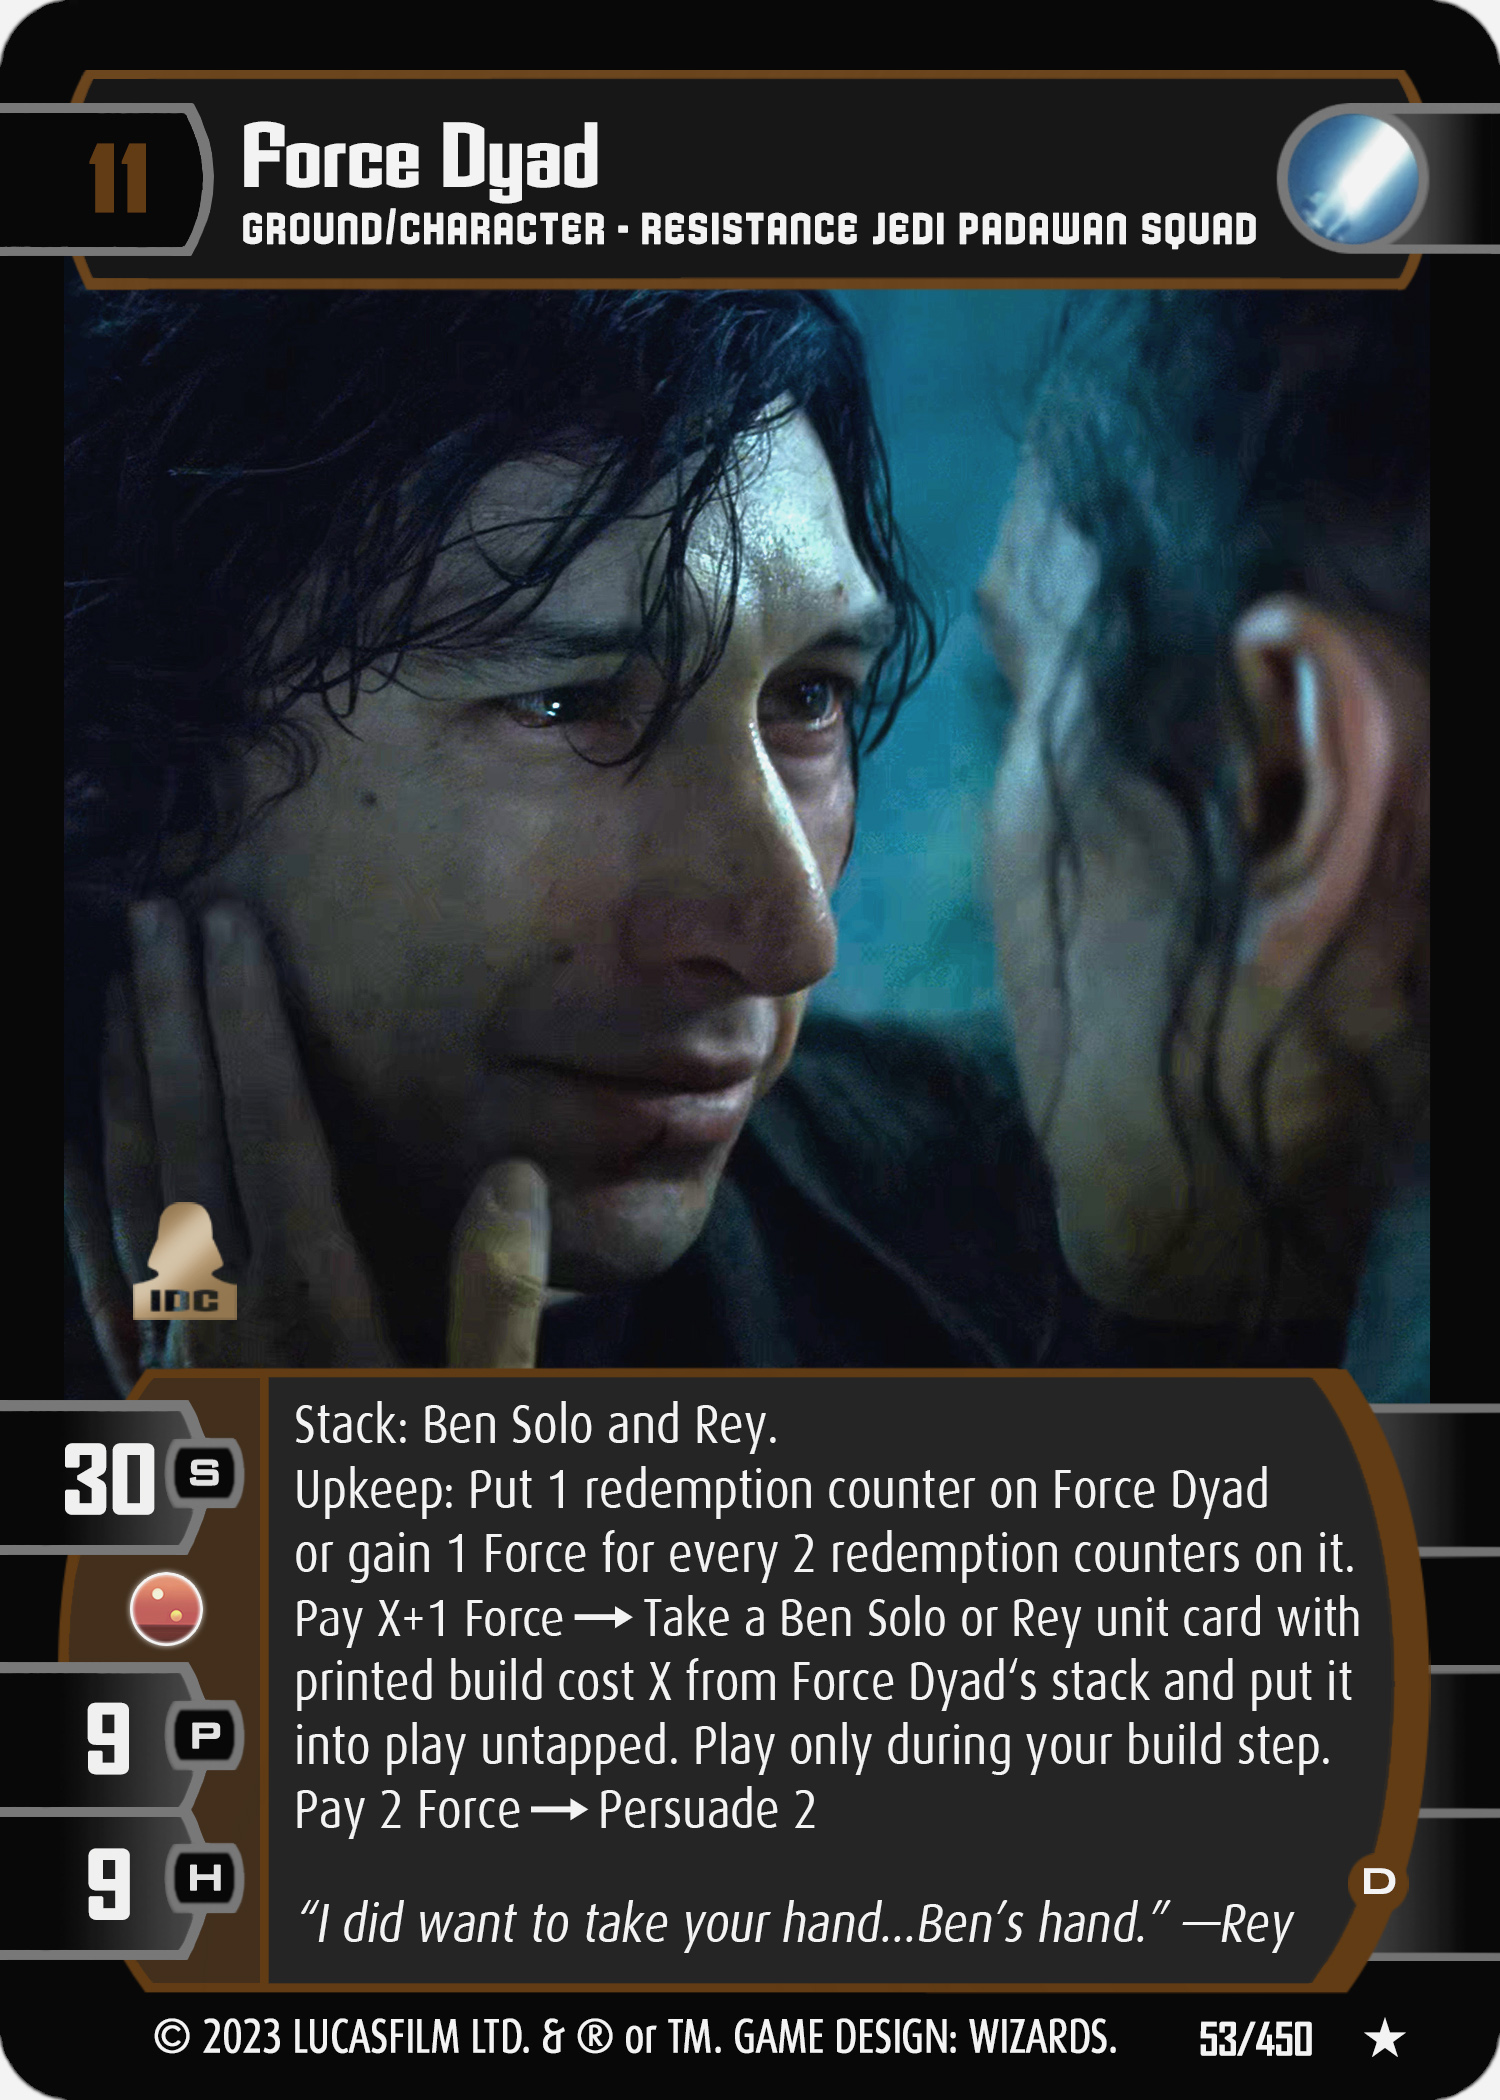 11
Force Dyad
GROUND/CHARACTER - RESISTANCE JEDI PADAWAN SQUAD
IDC
30 S
9 P
9 H
Stack: Ben Solo and Rey.
Upkeep: Put 1 redemption counter on Force Dyad
or gain 1 Force for every 2 redemption counters on it.
Pay X+1 Force → Take a Ben Solo or Rey unit card with
printed build cost X from Force Dyad‘s stack and put it
into play untapped. Play only during your build step.
Pay 2 Force → Persuade 2
“I did want to take your hand...Ben’s hand.” —Rey
D
© 2023 LUCASFILM LTD. & ® or TM. GAME DESIGN: WIZARDS.
53/450 ★